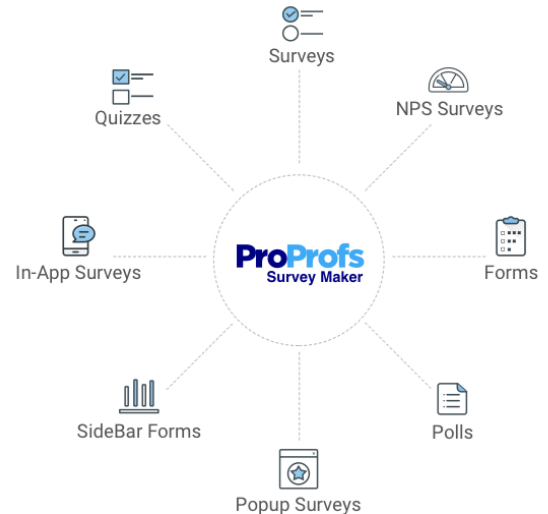 Surveys
NPS Surveys
Quizzes
ProProfs
Survey Maker
In-App Surveys
Forms
SideBar Forms
Polls
Popup Surveys